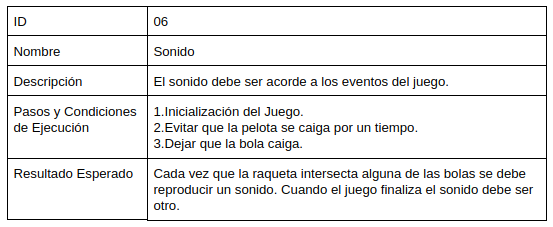 ID
06
Nombre
Sonido
Descripción
El sonido debe ser acorde a los eventos del juego.
Pasos y Condiciones
de Ejecución
1.Inicialización del Juego.
2.Evitar que la pelota se caiga por un tiempo.
3.Dejar que la bola caiga.
Resultado Esperado
Cada vez que la raqueta intersecta alguna de las bolas se debe
reproducir un sonido. Cuando el juego finaliza el sonido debe ser
otro.